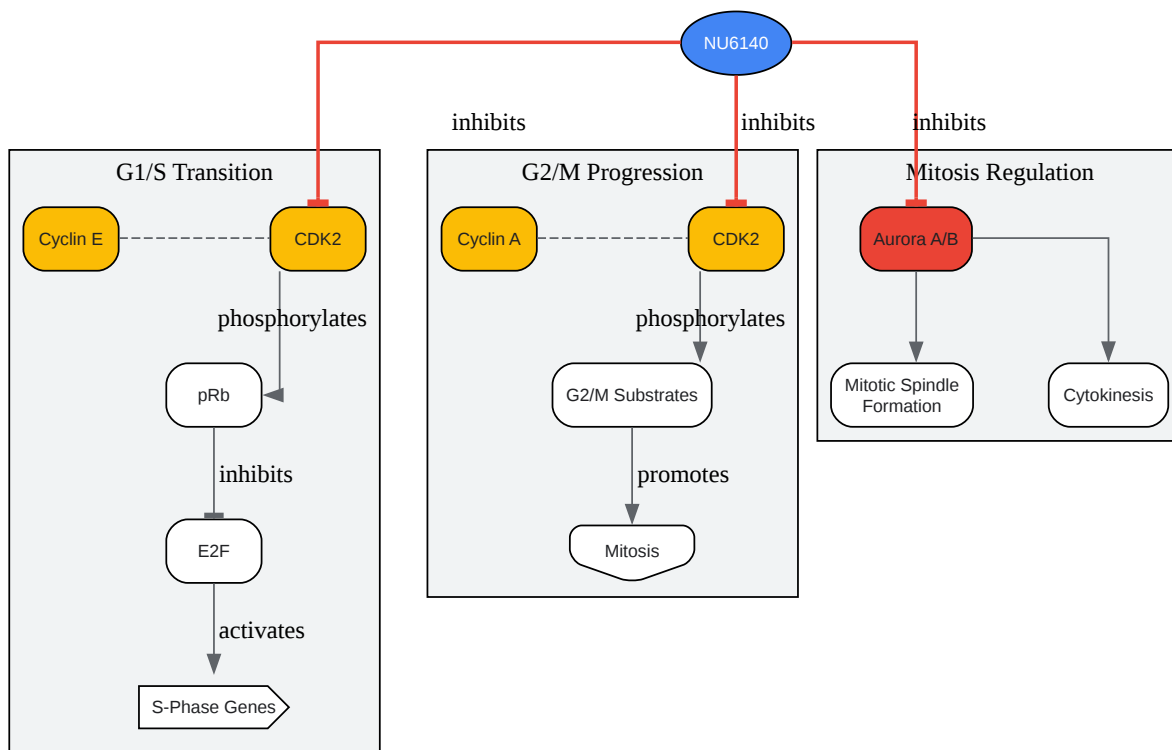 NU6140
inhibits
inhibits
inhibits
G1/S Transition
Cyclin E
CDK2
phosphorylates
pRb
inhibits
E2F
activates
S-Phase Genes
G2/M Progression
Cyclin A
CDK2
phosphorylates
G2/M Substrates
promotes
Mitosis
Mitosis Regulation
Aurora A/B
Mitotic Spindle
Formation
Cytokinesis